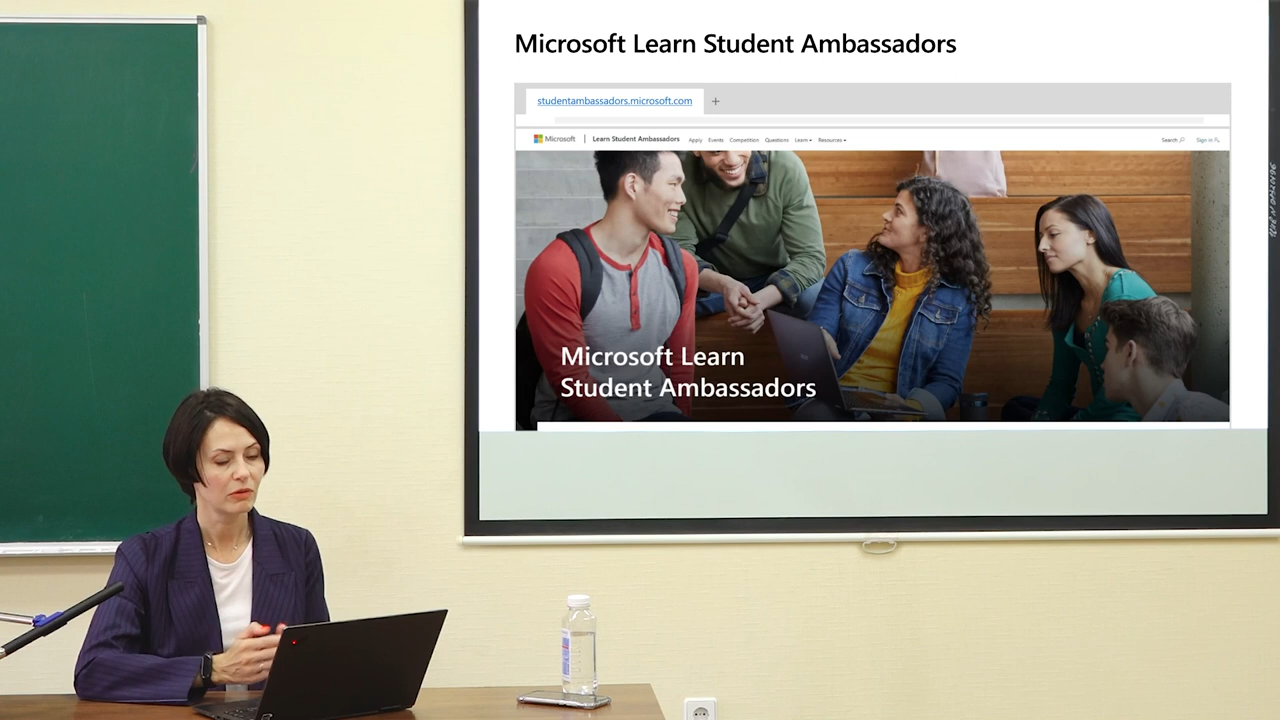 Microsoft Learn Student Ambassadors
studentambassadors.microsoft.com +
Microsoft | Learn Student Ambassadors Apply Events Competition Questions Learn Resources Search Sign in
Microsoft Learn
Student Ambassadors